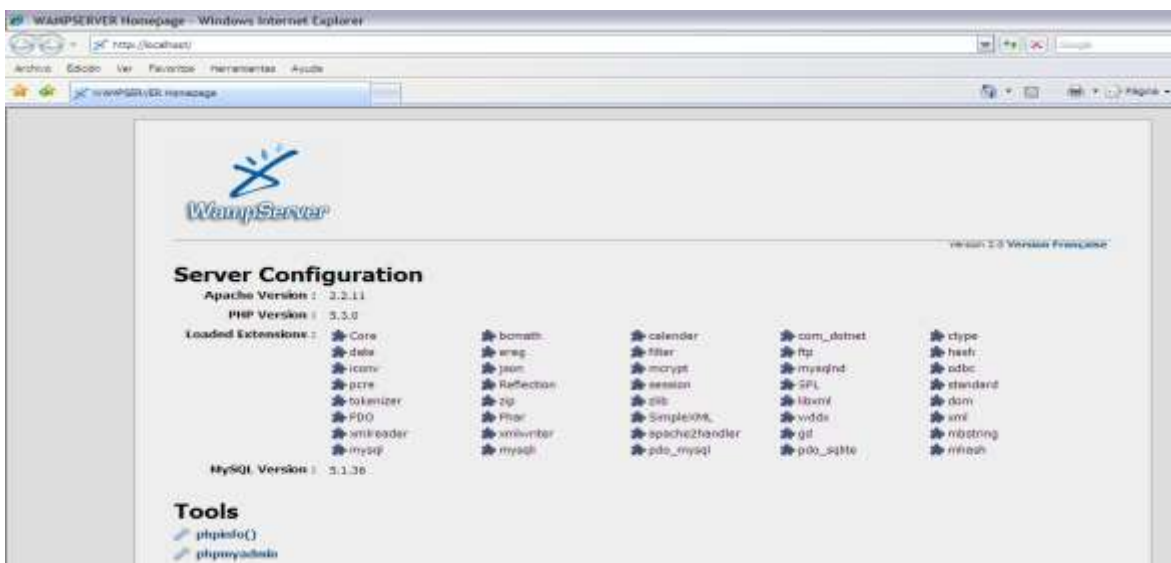 WAMPSERVER Homepage - Windows Internet Explorer
http://localhost/
Google
Archivo Edición Ver Favoritos Herramientas Ayuda
WAMPSERVER Homepage
Página
WampServer
Version 2.0 Version Française
Server Configuration
Apache Version : 2.2.11
PHP Version : 5.3.0
Loaded Extensions : Core bcmath calendar com_dotnet ctype
date ereg filter ftp hash
iconv json mcrypt mysqlnd odbc
pcre Reflection session SPL standard
tokenizer zip zlib libxml dom
PDO Phar SimpleXML wddx xml
xmlreader xmlwriter apache2handler gd mbstring
mysql mysqli pdo_mysql pdo_sqlite mhash
MySQL Version : 5.1.36
Tools
phpinfo()
phpmyadmin